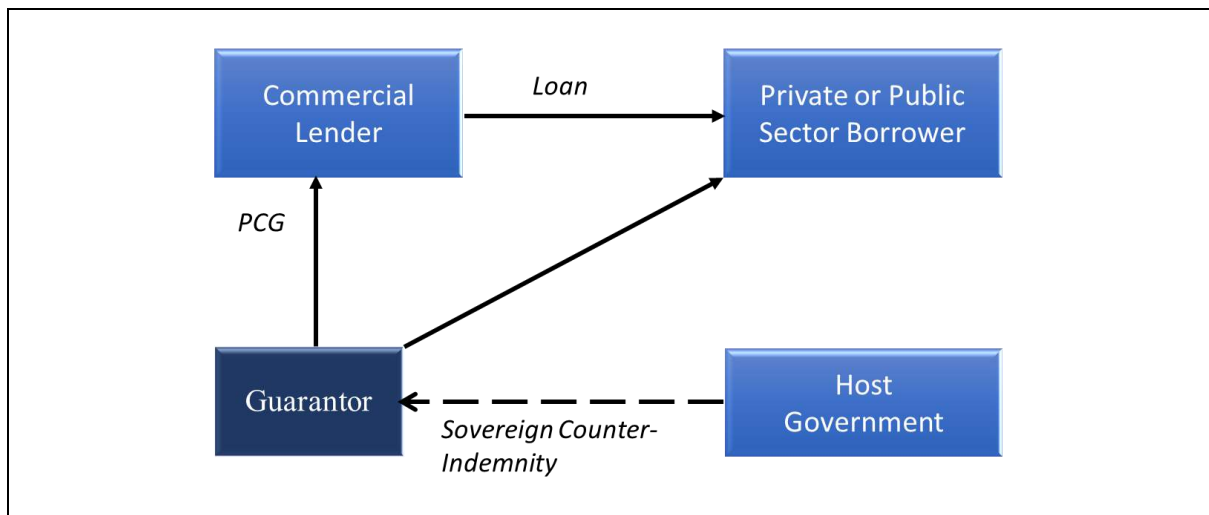 Commercial
Lender
Loan
Private or Public
Sector Borrower
PCG
Guarantor
Sovereign Counter-
Indemnity
Host
Government